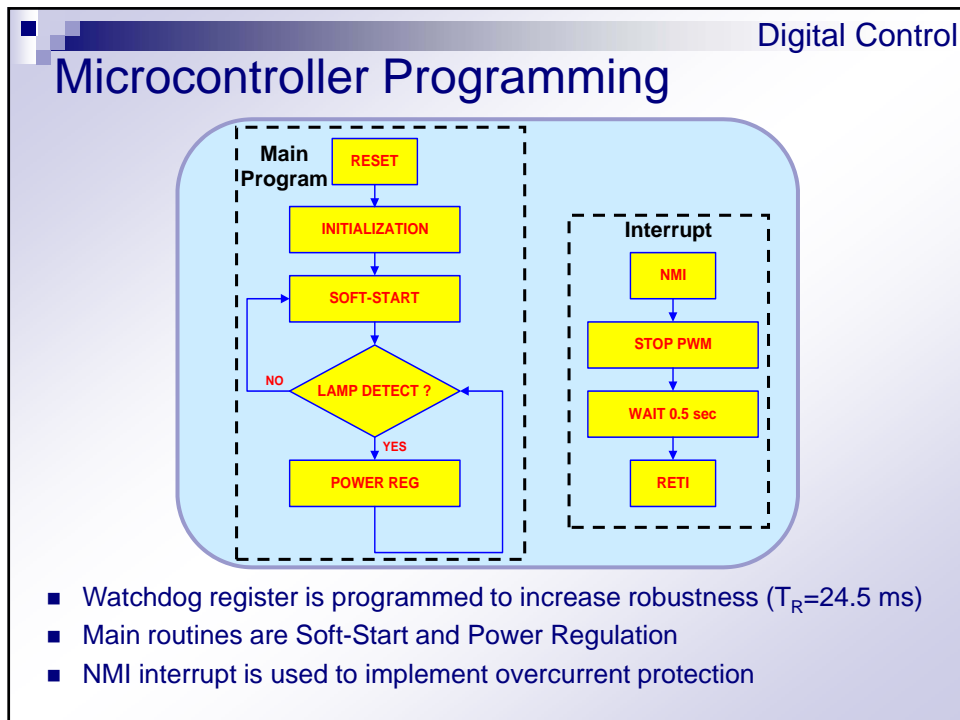 Digital Control
Microcontroller Programming
Main
Program
RESET
INITIALIZATION
SOFT-START
NO
LAMP DETECT ?
YES
POWER REG
Interrupt
NMI
STOP PWM
WAIT 0.5 sec
RETI
Watchdog register is programmed to increase robustness (TR=24.5 ms)
Main routines are Soft-Start and Power Regulation
NMI interrupt is used to implement overcurrent protection